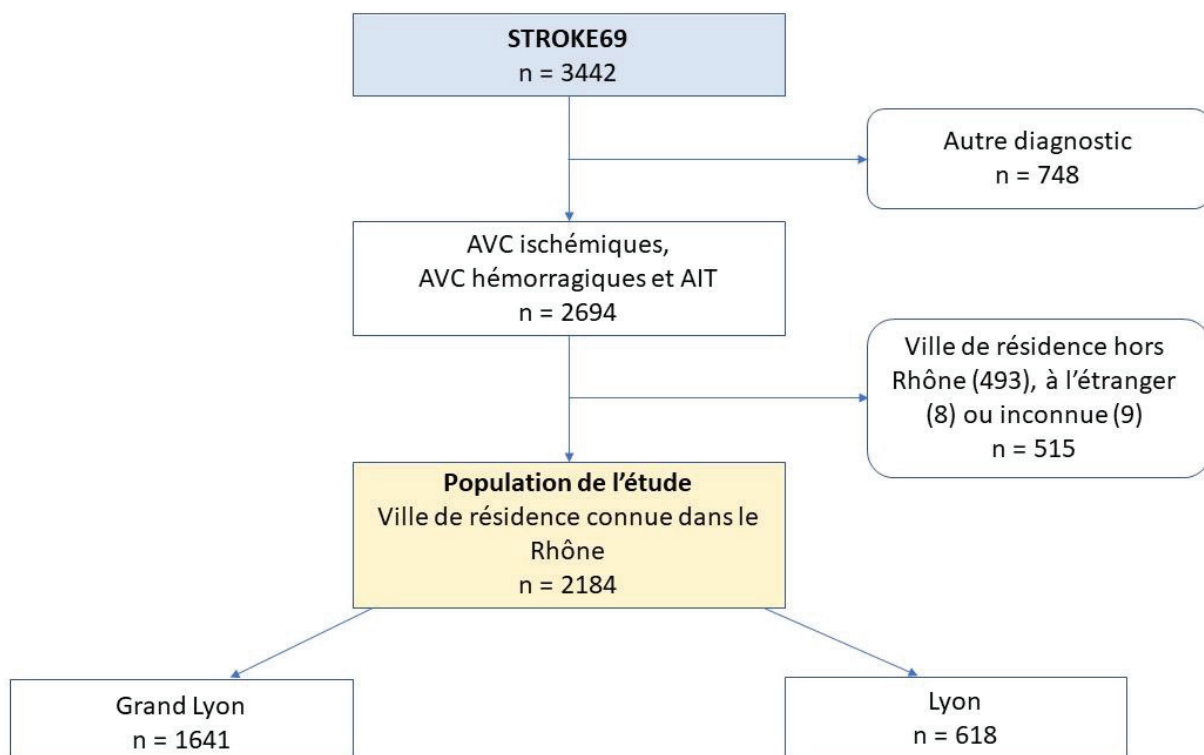 STROKE69
n = 3442
Autre diagnostic
n = 748
AVC ischémiques,
AVC hémorragiques et AIT
n = 2694
Ville de résidence hors
Rhône (493), à l’étranger
(8) ou inconnue (9)
n = 515
Population de l’étude
Ville de résidence connue dans le
Rhône
n = 2184
Grand Lyon
n = 1641
Lyon
n = 618